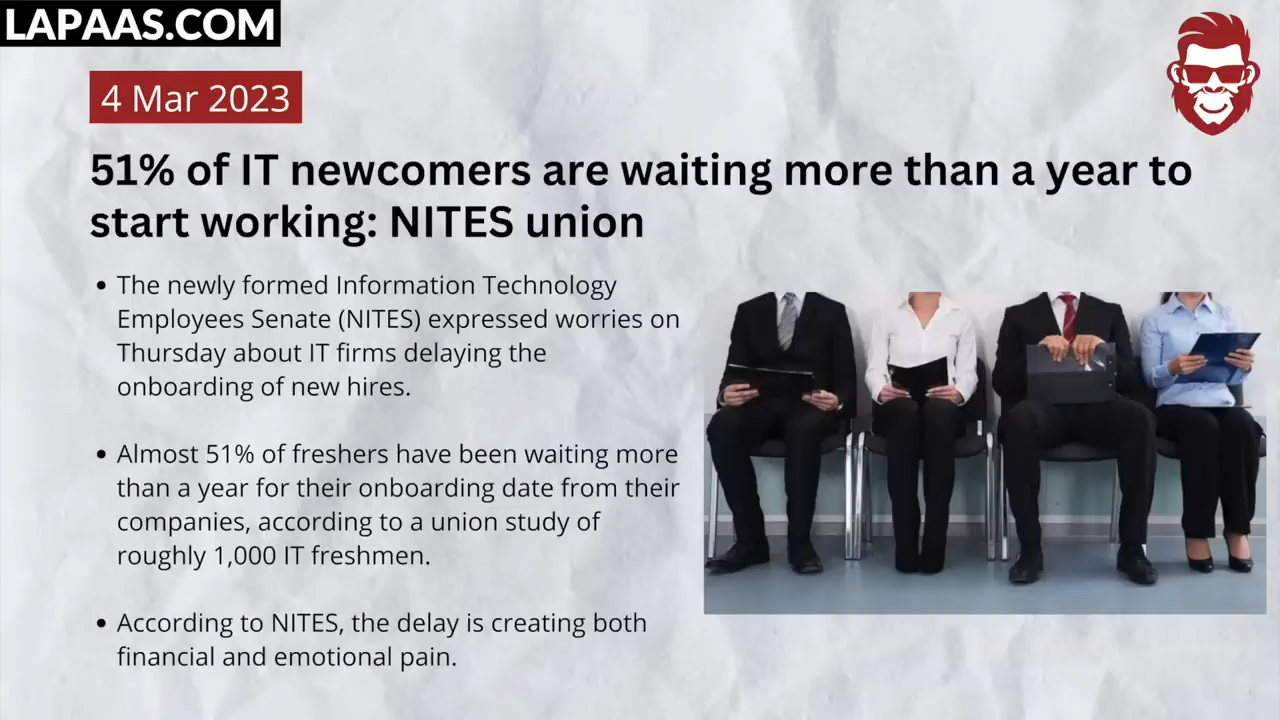 LAPAAS.COM
4 Mar 2023
51% of IT newcomers are waiting more than a year to
start working: NITES union
• The newly formed Information Technology
Employees Senate (NITES) expressed worries on
Thursday about IT firms delaying the
onboarding of new hires.
• Almost 51% of freshers have been waiting more
than a year for their onboarding date from their
companies, according to a union study of
roughly 1,000 IT freshmen.
• According to NITES, the delay is creating both
financial and emotional pain.